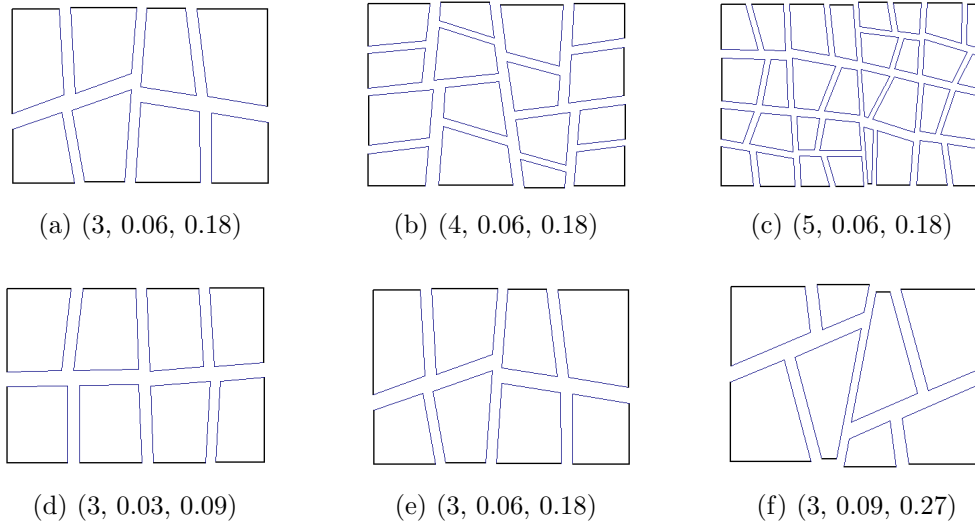 (a) (3, 0.06, 0.18)
(b) (4, 0.06, 0.18)
(c) (5, 0.06, 0.18)
(d) (3, 0.03, 0.09)
(e) (3, 0.06, 0.18)
(f) (3, 0.09, 0.27)